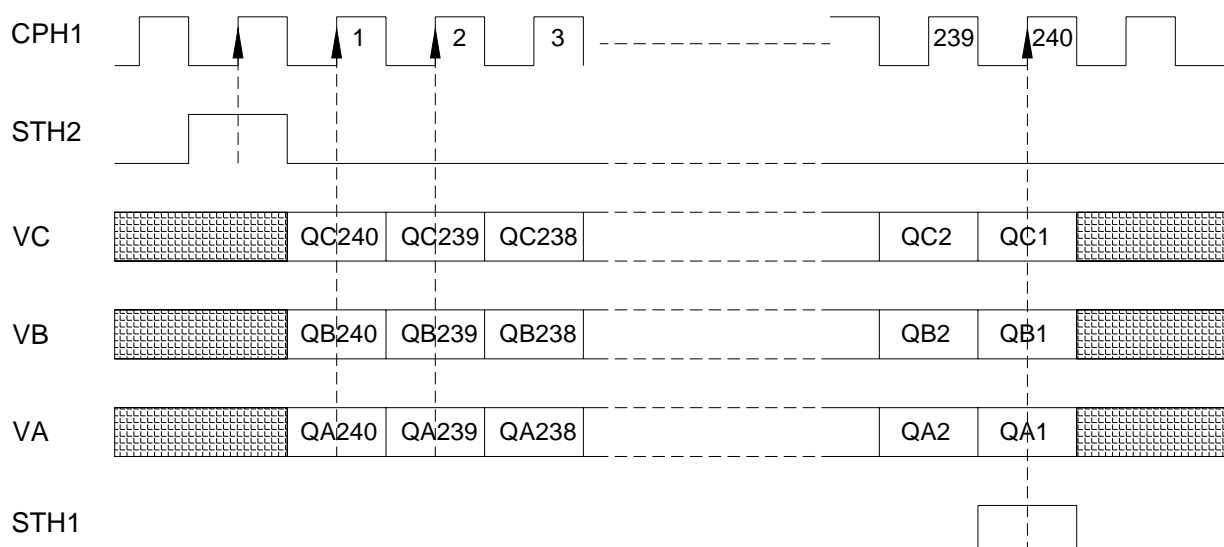 CPH1 1 2 3 239 240
STH2
VC QC240 QC239 QC238 QC2 QC1
VB QB240 QB239 QB238 QB2 QB1
VA QA240 QA239 QA238 QA2 QA1
STH1